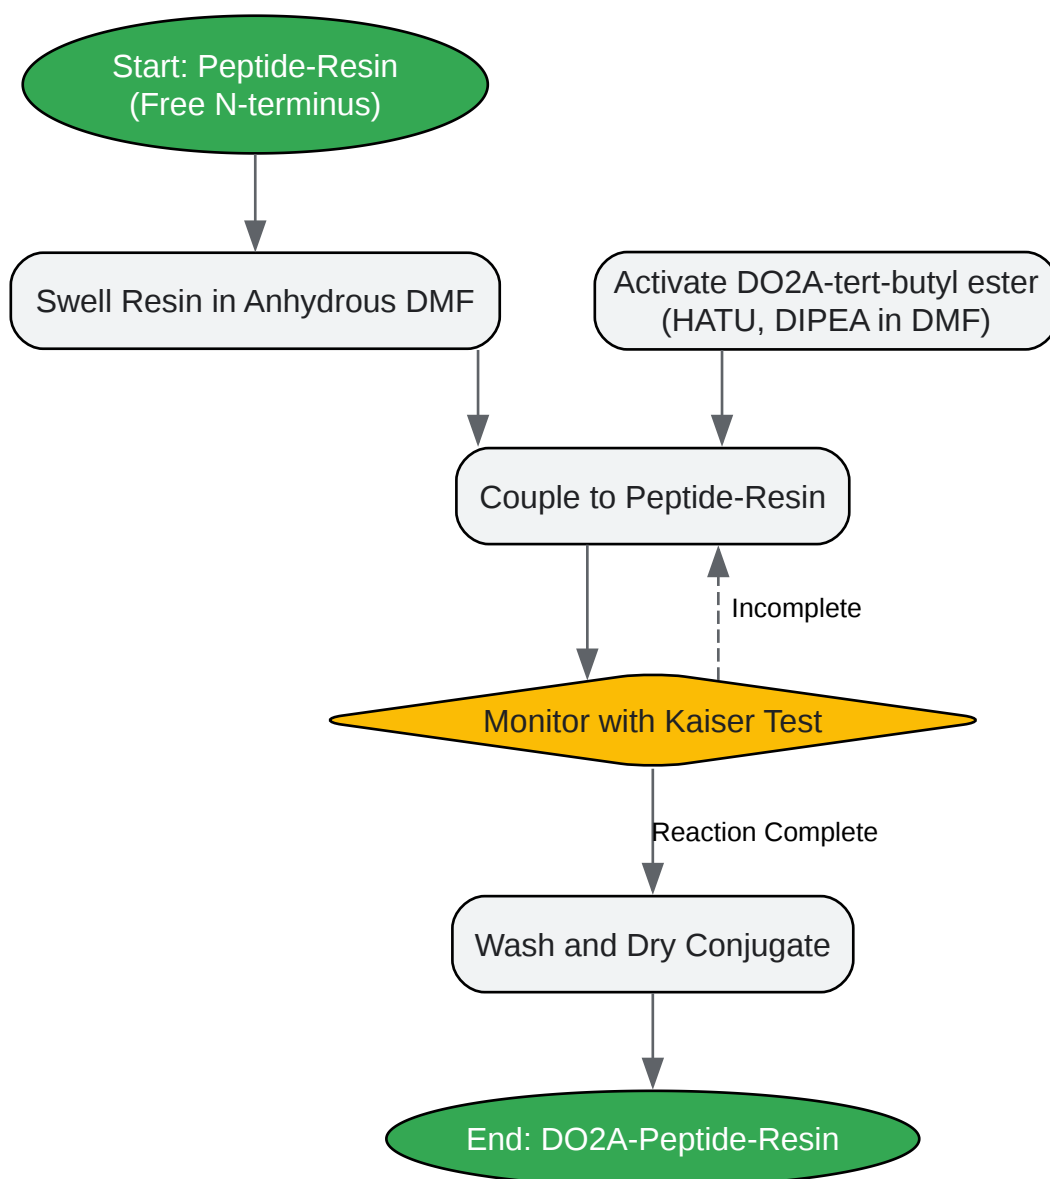 Start: Peptide-Resin
(Free N-terminus)
Swell Resin in Anhydrous DMF
Activate DO2A-tert-butyl ester
(HATU, DIPEA in DMF)
Couple to Peptide-Resin
Incomplete
Monitor with Kaiser Test
Reaction Complete
Wash and Dry Conjugate
End: DO2A-Peptide-Resin